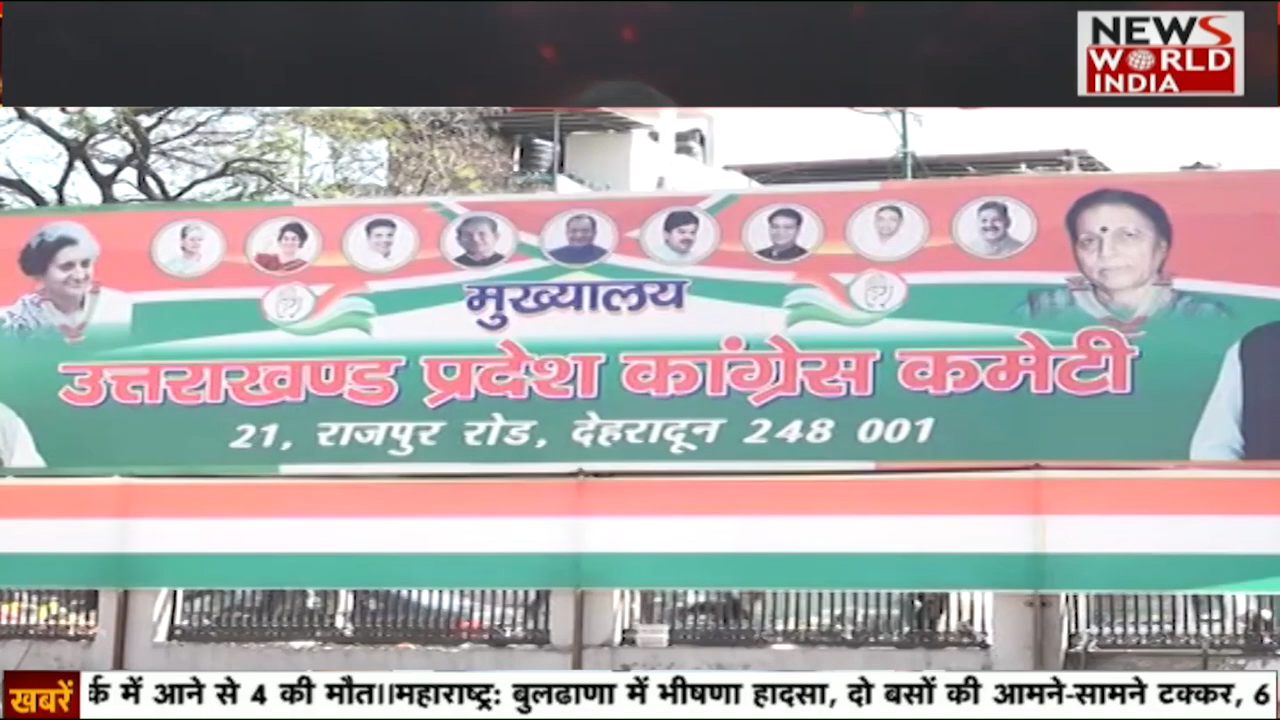 NEWS
WORLD
INDIA
मुख्यालय
उत्तराखण्ड प्रदेश कांग्रेस कमेटी
21, राजपुर रोड, देहरादून 248 001
खबरें र्क में आने से 4 की मौत।।महाराष्ट्र: बुलढाणा में भीषणा हादसा, दो बसों की आमने-सामने टक्कर, 6